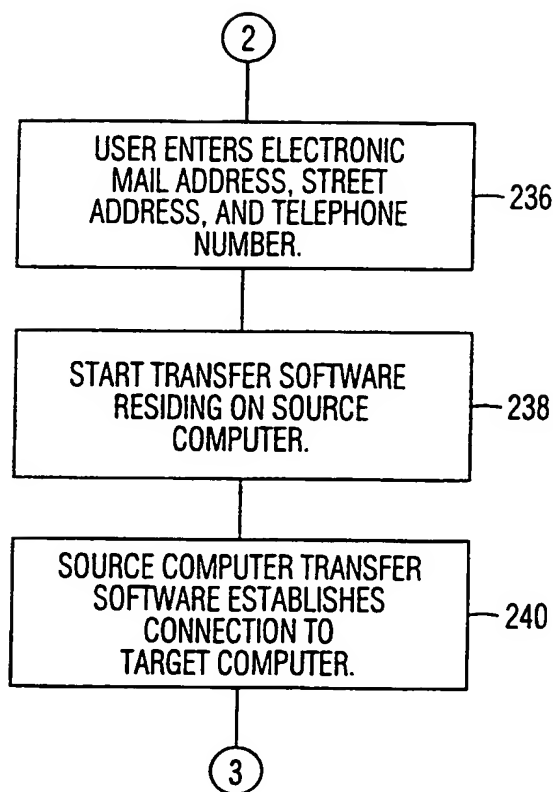 2
USER ENTERS ELECTRONIC
MAIL ADDRESS, STREET
ADDRESS, AND TELEPHONE
NUMBER.
236
START TRANSFER SOFTWARE
RESIDING ON SOURCE
COMPUTER.
238
SOURCE COMPUTER TRANSFER
SOFTWARE ESTABLISHES
CONNECTION TO
TARGET COMPUTER.
240
3